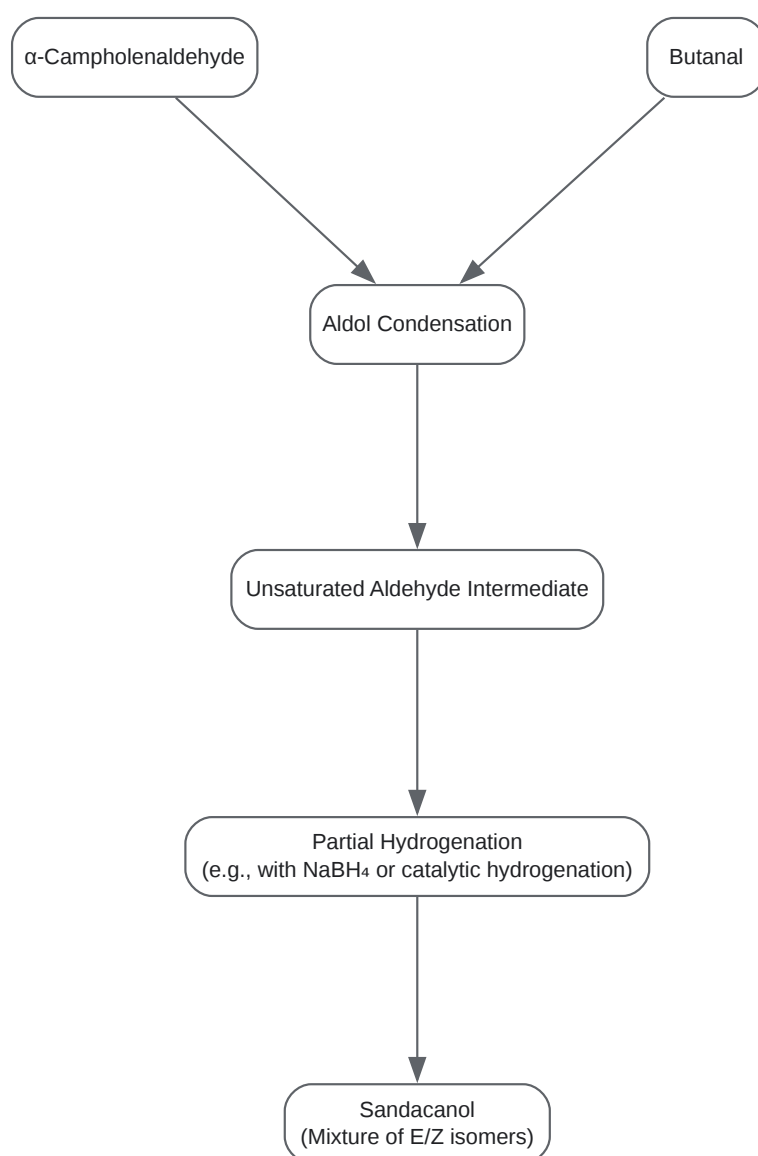 α-Campholenaldehyde
Butanal
Aldol Condensation
Unsaturated Aldehyde Intermediate
Partial Hydrogenation
(e.g., with NaBH₄ or catalytic hydrogenation)
Sandacanol
(Mixture of E/Z isomers)